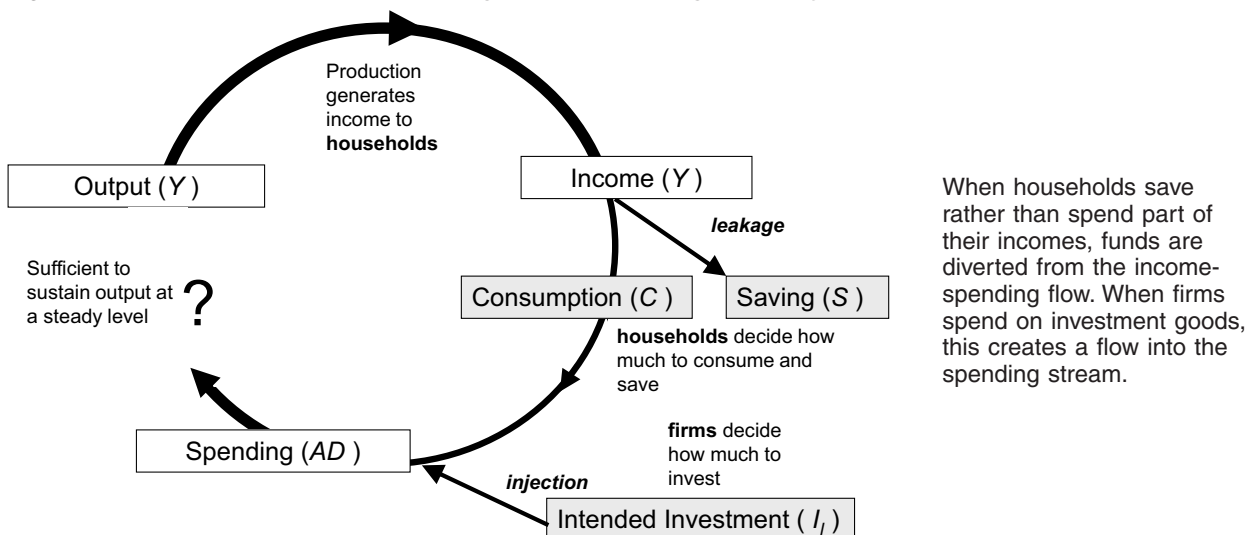 Production
generates
income to
households
Output (Y )
Income (Y )
leakage
Sufficient to
sustain output at
a steady level
?
Consumption (C )
Saving (S )
households decide how
much to consume and
save
Spending (AD )
firms decide
how much to
invest
injection
Intended Investment ( II )
When households save
rather than spend part of
their incomes, funds are
diverted from the income-
spending flow. When firms
spend on investment goods,
this creates a flow into the
spending stream.